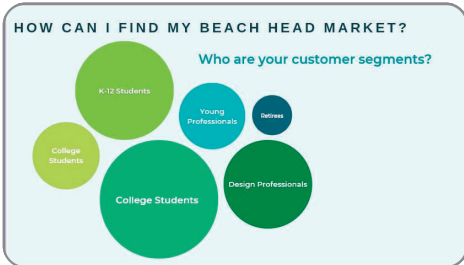 HOW CAN I FIND MY BEACH HEAD MARKET?
Who are your customer segments?
K-12 Students
Young
Professionals
Retirees
College
Students
College Students
Design Professionals